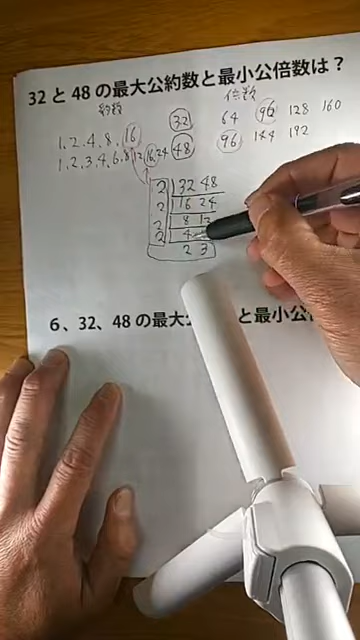 32 と 48 の最大公約数と最小公倍数は？
約数 倍数
1, 2, 4, 8, 16 32 64 96 128 160
1, 2, 3, 4, 6, 8, 12, 16, 24 48 96 144 192
2 32 48
2 16 24
2 8 12
2 4
2 3
6、32、48 の最大 と最小公